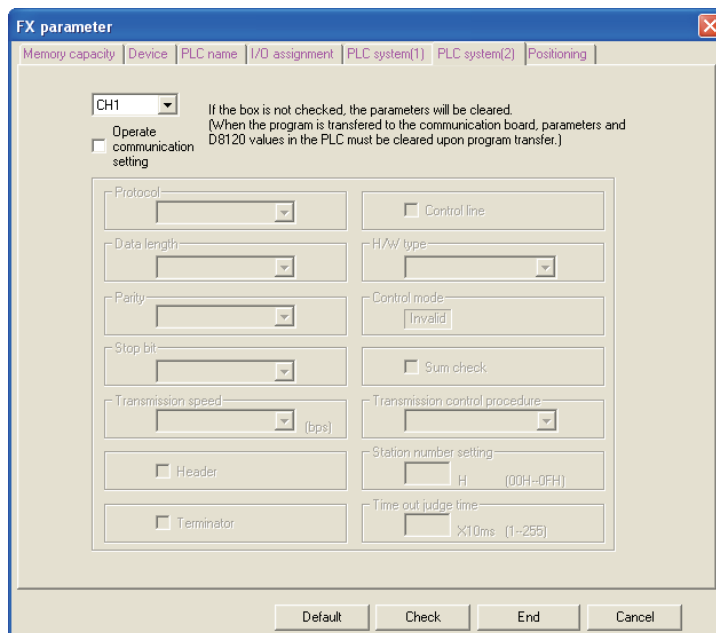 FX parameter
Memory capacity Device PLC name I/O assignment PLC system(1) PLC system(2) Positioning
CH1
If the box is not checked, the parameters will be cleared.
(When the program is transfered to the communication board, parameters and
D8120 values in the PLC must be cleared upon program transfer.)
Operate
communication
setting
Protocol
Control line
Data length
H/W type
Parity
Control mode
Invalid
Stop bit
Sum check
Transmission speed
(bps)
Transmission control procedure
Header
Station number setting
H (00H--0FH)
Terminator
Time out judge time
X10ms (1--255)
Default Check End Cancel